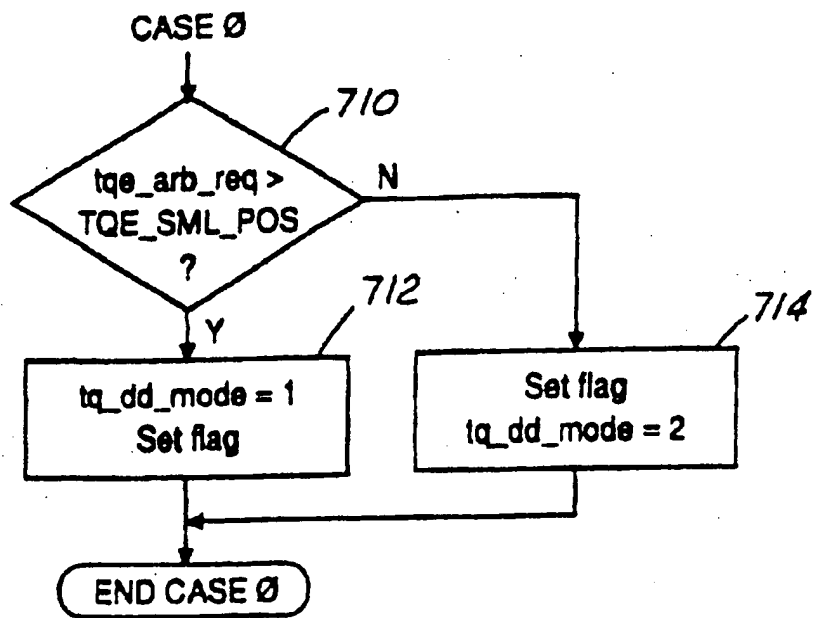 CASE Ø
710
tqe_arb_req >
TQE_SML_POS
?
N
Y
712
tq_dd_mode = 1
Set flag
714
Set flag
tq_dd_mode = 2
END CASE Ø